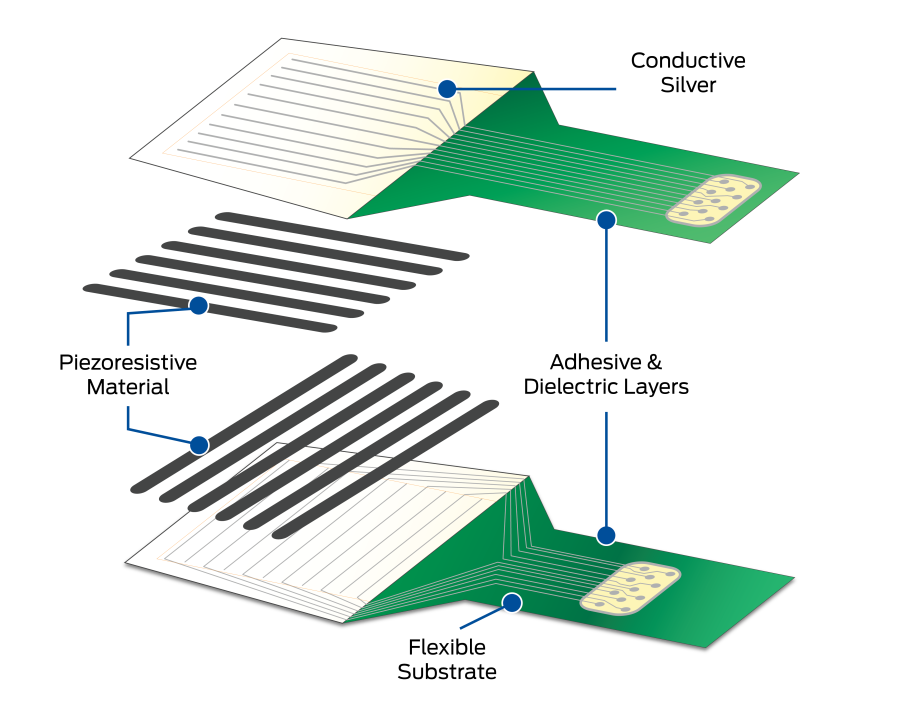 Conductive
Silver
Piezoresistive
Material
Adhesive &
Dielectric Layers
Flexible
Substrate